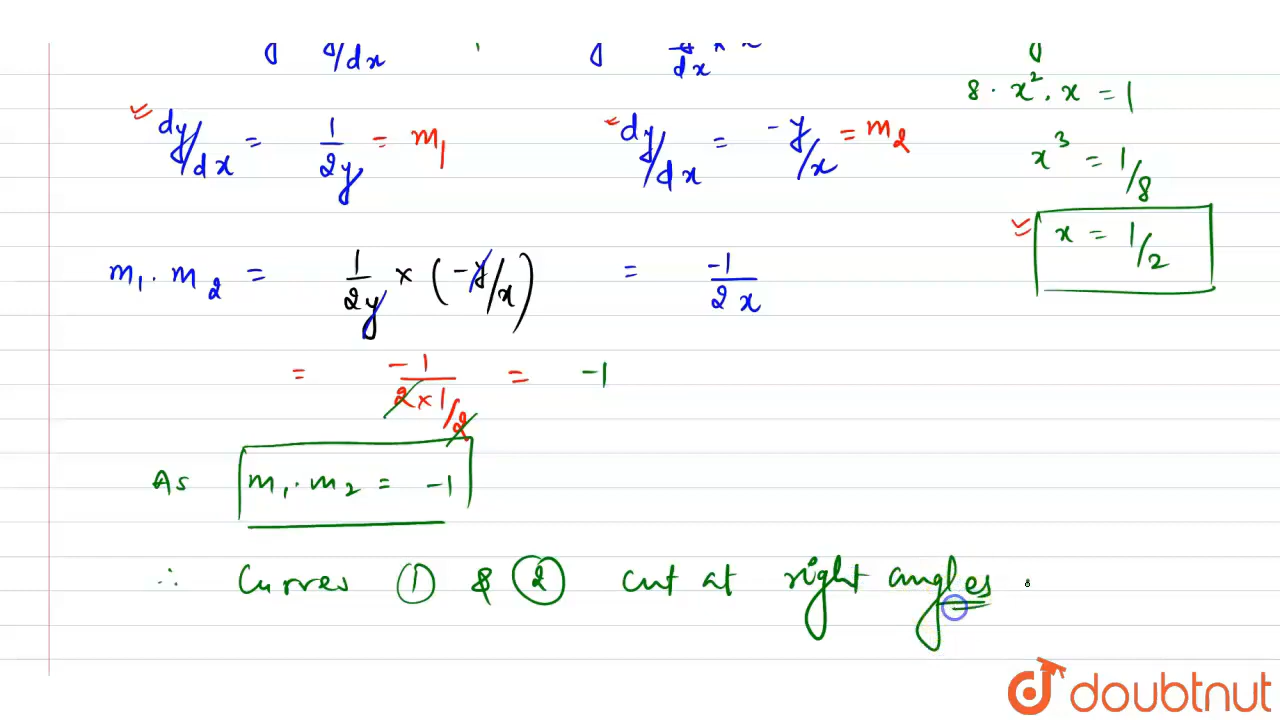 dy/dx
8 · x² · x = 1
dy/dx = 1/2y = m₁
dy/dx = -y/x = m₂
x³ = 1/8
x = 1/2
m₁ · m₂ = 1/2y × (-y/x) = -1/2x
= -1/2×1/2 = -1
As m₁ · m₂ = -1
∴ Curves ① & ② cut at right angles .
doubtnut